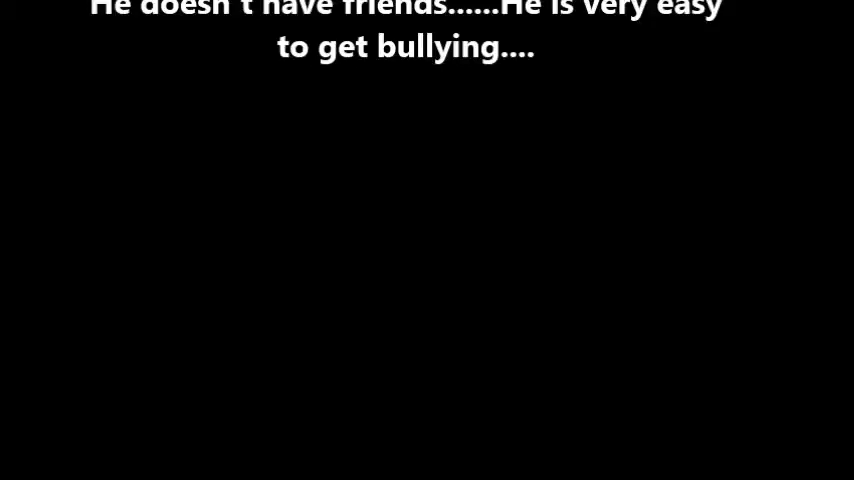 He doesn't have friends......He is very easy
to get bullying....